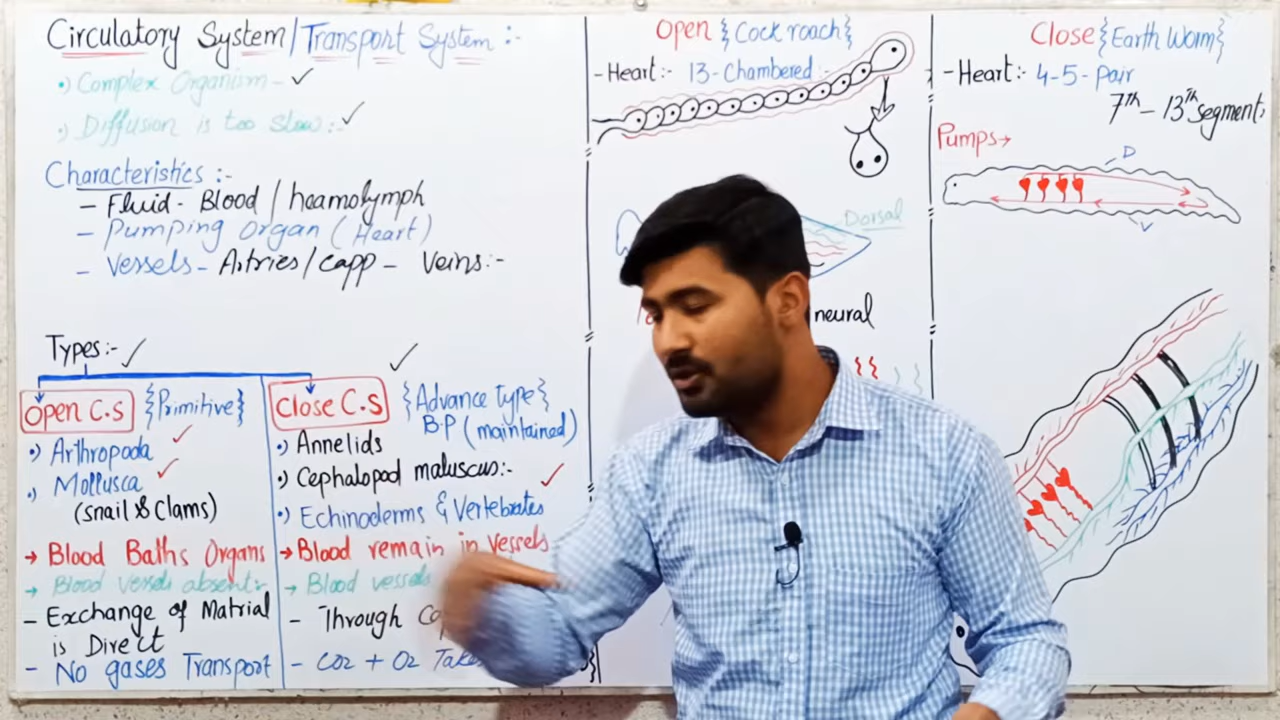 Circulatory System/Transport System :-
•) Complex Organism - ✓
•) Diffusion is too slow:- ✓
Characteristics :-
- Fluid - Blood / heamolymph
- Pumping organ (Heart)
- Vessels - Artries/capp - Veins:-
Types:- ✓
Open C.S {Primitive}
•) Arthropoda ✓
•) Mollusca ✓
(snail & Clams)
→ Blood Baths Organs
→ Blood vessels absent:-
- Exchange of Matrial
is Direct
- No gases Transport
✓
Close C.S {Advance type}
B.P (maintained)
•) Annelids
•) Cephalopod maluscus:-
•) Echinoderms & Vertebrates ✓
→ Blood remain in vessels
→ Blood vessels
- Through
- CO2 + O2
Open {Cockroach}
- Heart:- 13-Chambered:-
Dorsal
neural
Close {Earth Worm}
- Heart:- 4-5-Pair
7th - 13th segment
Pumps→
D
V